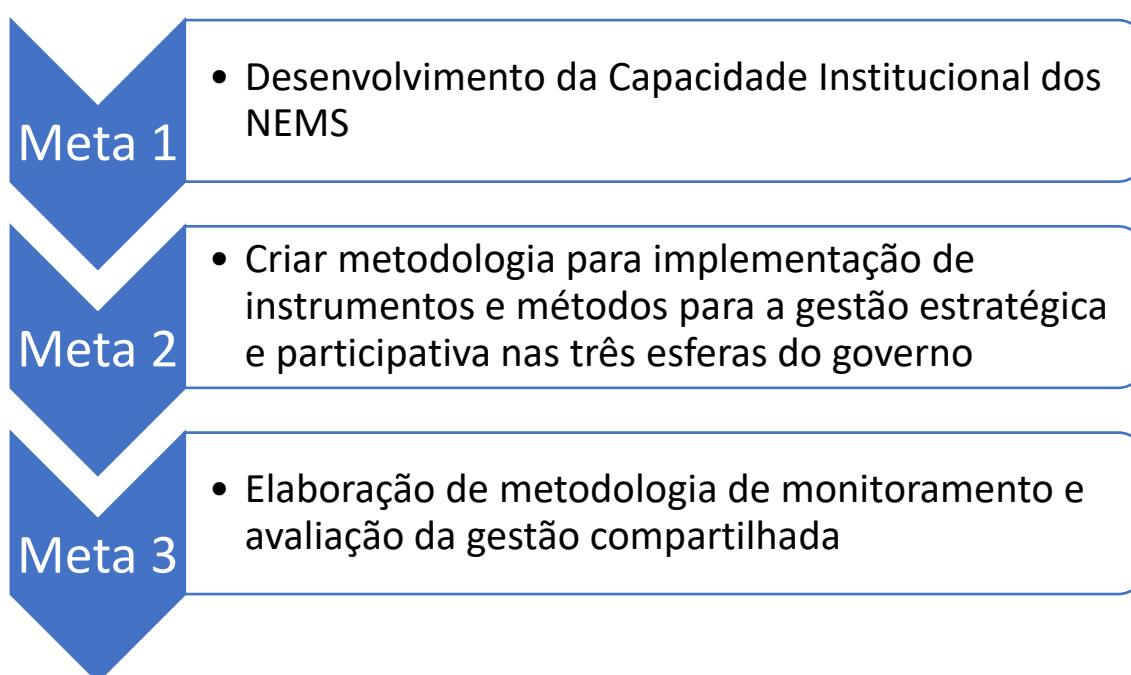 Meta 1
• Desenvolvimento da Capacidade Institucional dos
NEMS
Meta 2
• Criar metodologia para implementação de
instrumentos e métodos para a gestão estratégica
e participativa nas três esferas do governo
Meta 3
• Elaboração de metodologia de monitoramento e
avaliação da gestão compartilhada